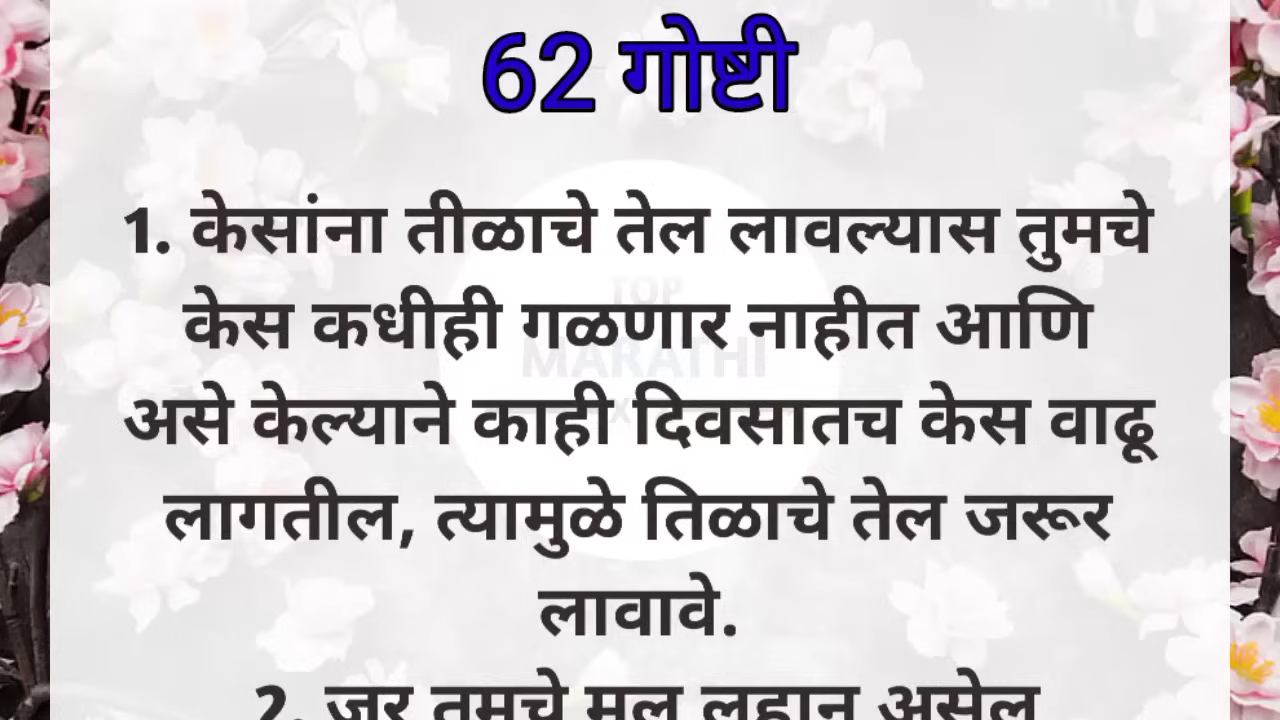 62 गोष्टी
1. केसांना तीळाचे तेल लावल्यास तुमचे
केस कधीही गळणार नाहीत आणि
असे केल्याने काही दिवसातच केस वाढू
लागतील, त्यामुळे तिळाचे तेल जरूर
लावावे.
2. जर तुमचे मूल लहान असेल
TOP
MARATHI